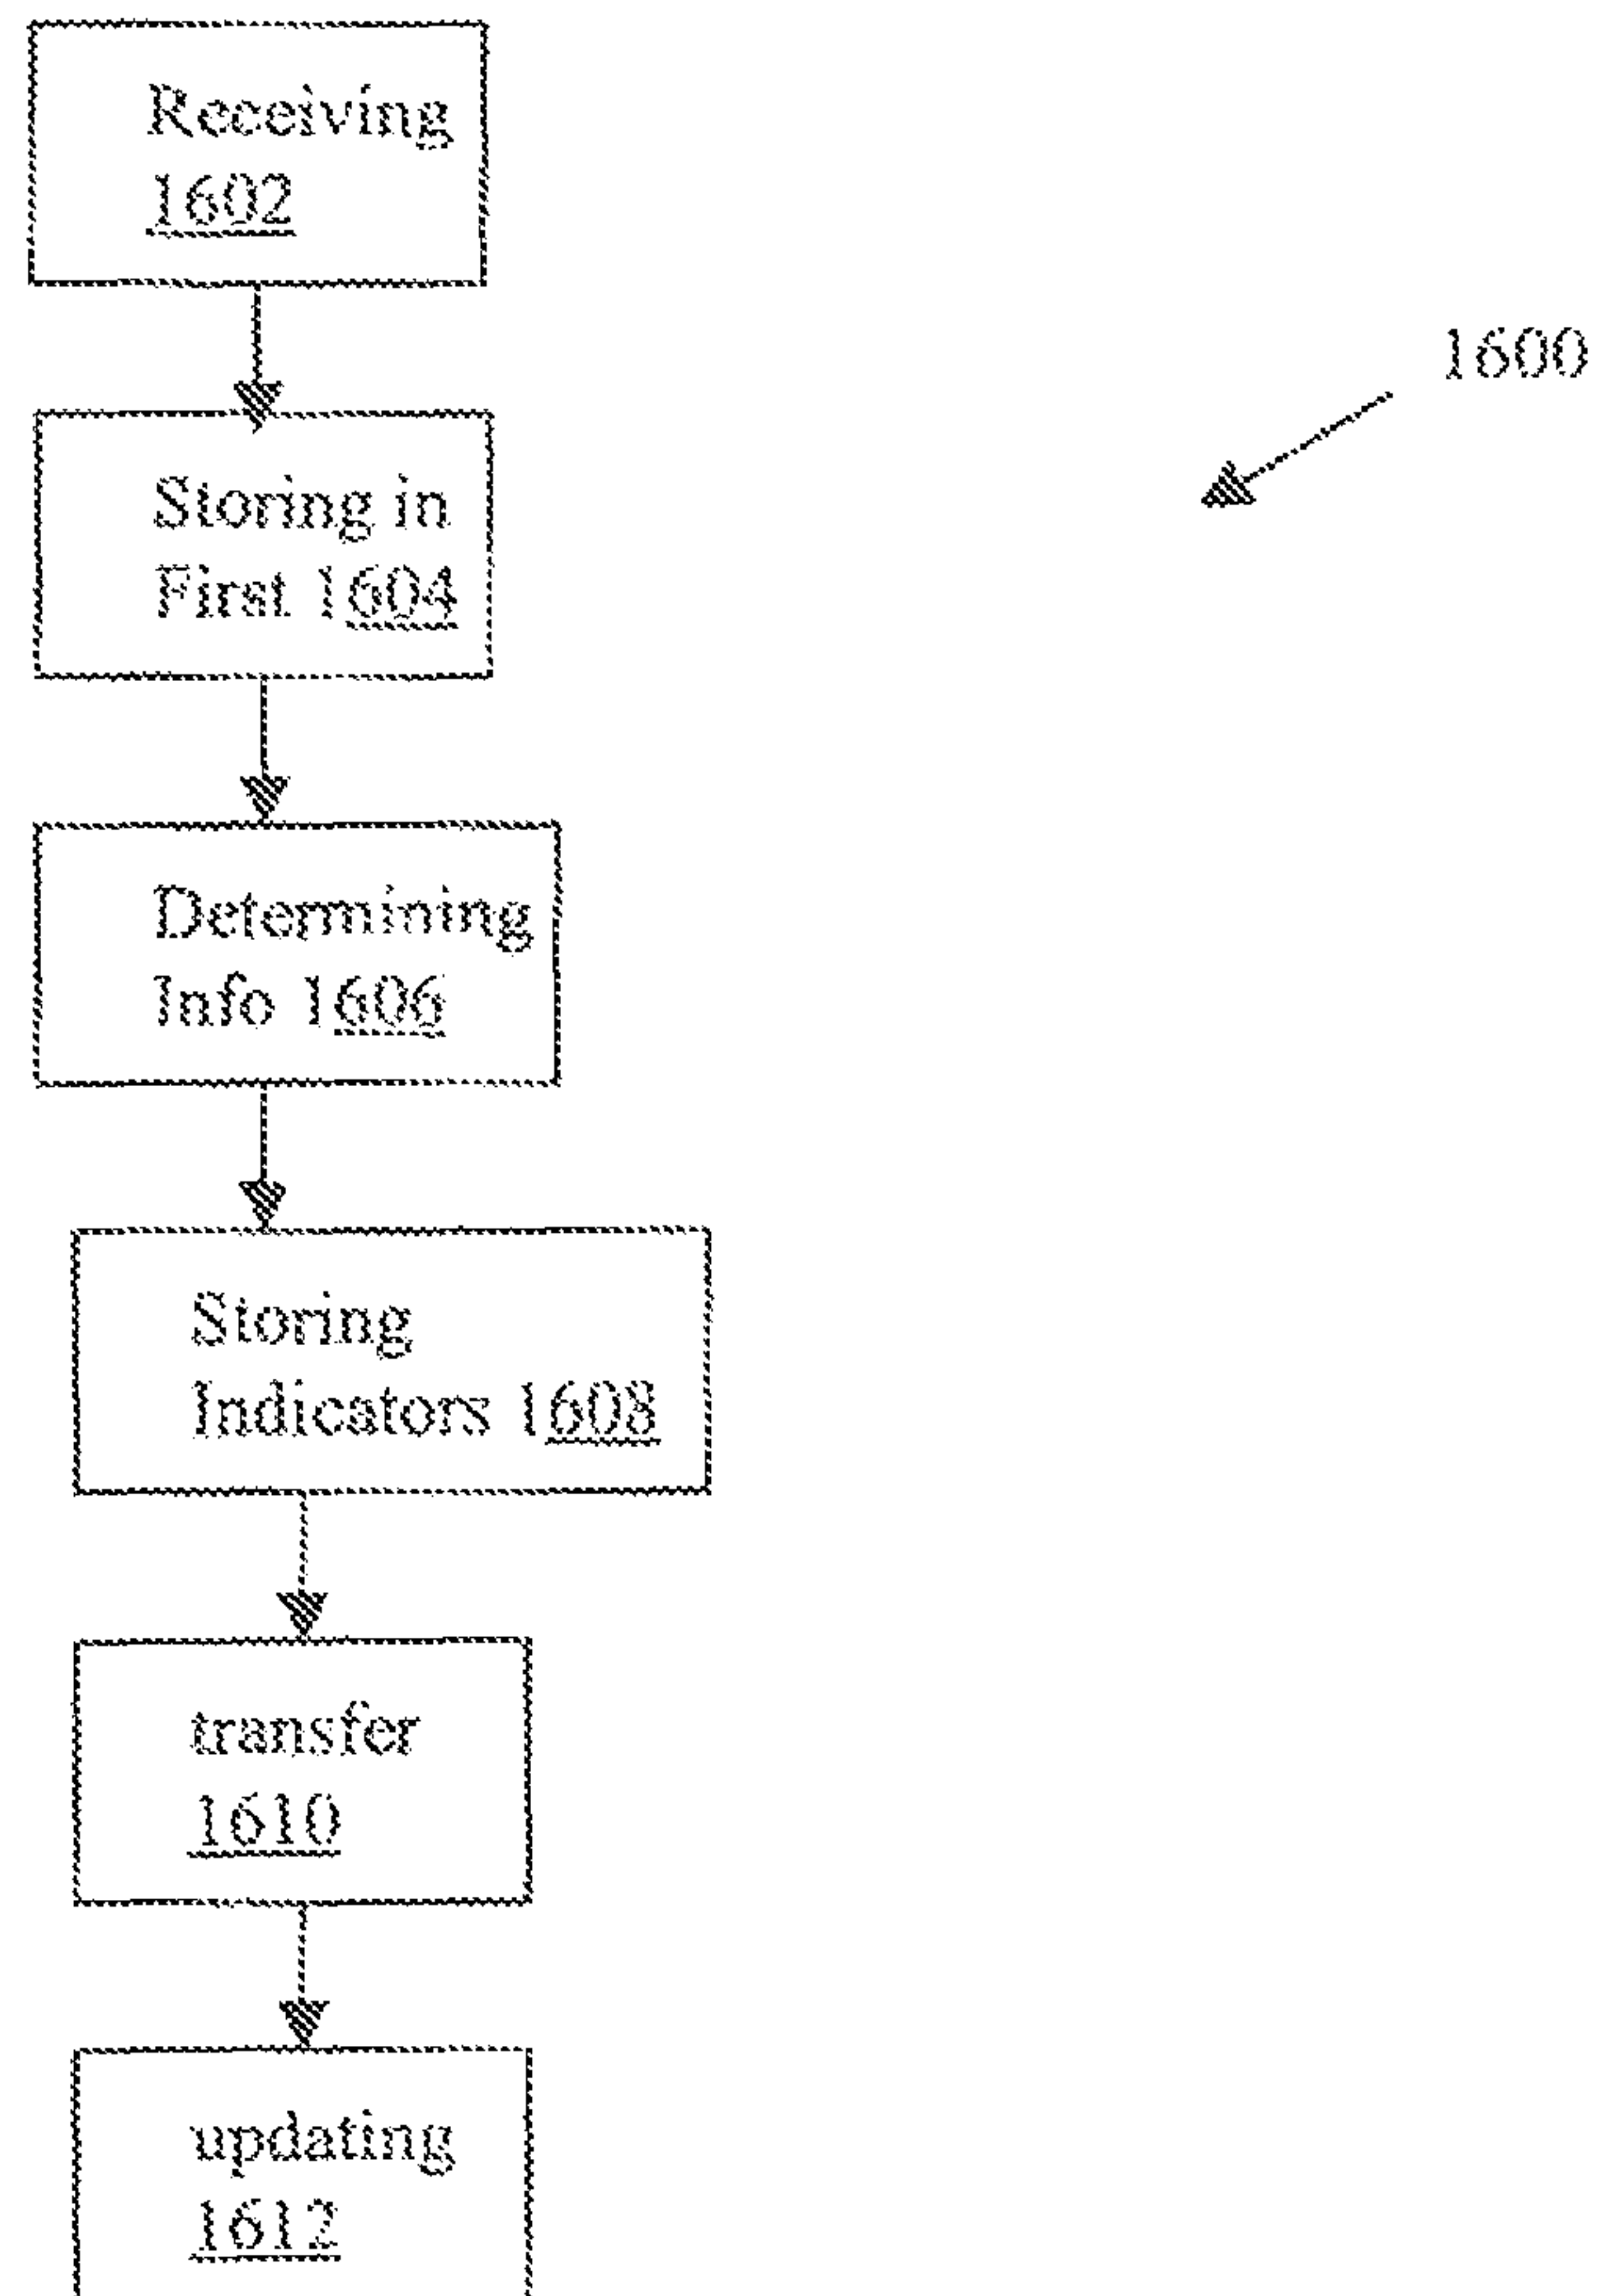 Receiving
1602
1600
Storing in
First 1604
Determining
Info 1606
Storing
Indicators 1608
transfer
1610
updating
1612